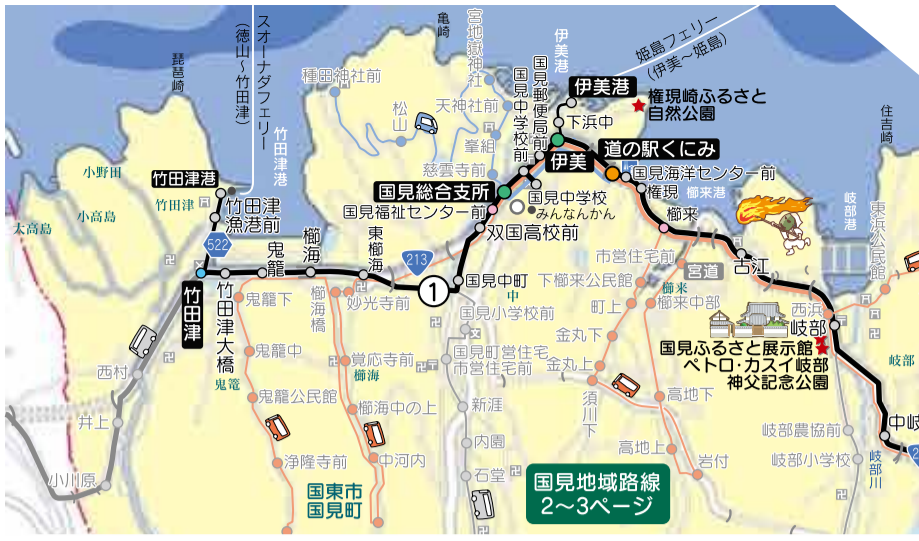 スオーナダフェリー
（徳山～竹田津）
琵琶崎
竹田津港
亀崎
宮地嶽神社
伊美港
姫島フェリー
（伊美～姫島）
種田神社前
松山
天神社前
峯組
慈雲寺前
国見中学校前
国見郵便局前
伊美港
下浜中
権現崎ふるさと
自然公園
住吉崎
伊美
道の駅くにみ
国見海洋センター前
権現
櫛来港
櫛来
国見総合支所
国見福祉センター前
国見中学校
みんなんかん
双国高校前
小野田
小高島
太高島
竹田津港
竹田津
竹田津
漁港前
522
鬼籠
櫛海
東櫛海
213
1
国見中町
中
市営住宅前
宮道
古江
岐部港
東浜公民館
竹田津
竹田津大橋
鬼篭
鬼籠下
櫛海橋
妙光寺前
国見小学校前
下櫛来公民館
櫛来
櫛来中部
町上
西浜
岐部
国見ふるさと展示館
ペトロ・カスイ岐部
神父記念公園
岐部
鬼籠中
覚応寺前
櫛海
国見町営住宅
市営住宅前
金丸下
金丸上
西村
鬼籠公民館
櫛海中の上
新涯
須川下
高地下
井上
内園
高地上
岐部農協前
中岐
小川原
浄隆寺前
中河内
石堂
岩付
岐部小学校
岐部川
2
国東市
国見町
国見地域路線
2～3ページ